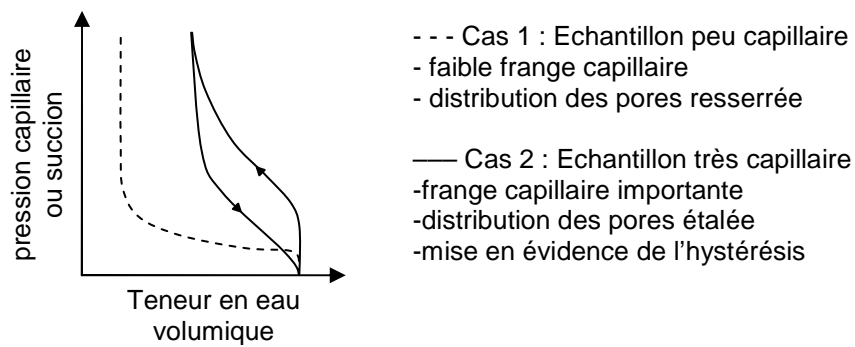 pression capillaire
ou succion
Teneur en eau
volumique
- - - Cas 1 : Echantillon peu capillaire
- faible frange capillaire
- distribution des pores resserrée
—— Cas 2 : Echantillon très capillaire
-frange capillaire importante
-distribution des pores étalée
-mise en évidence de l'hystérésis